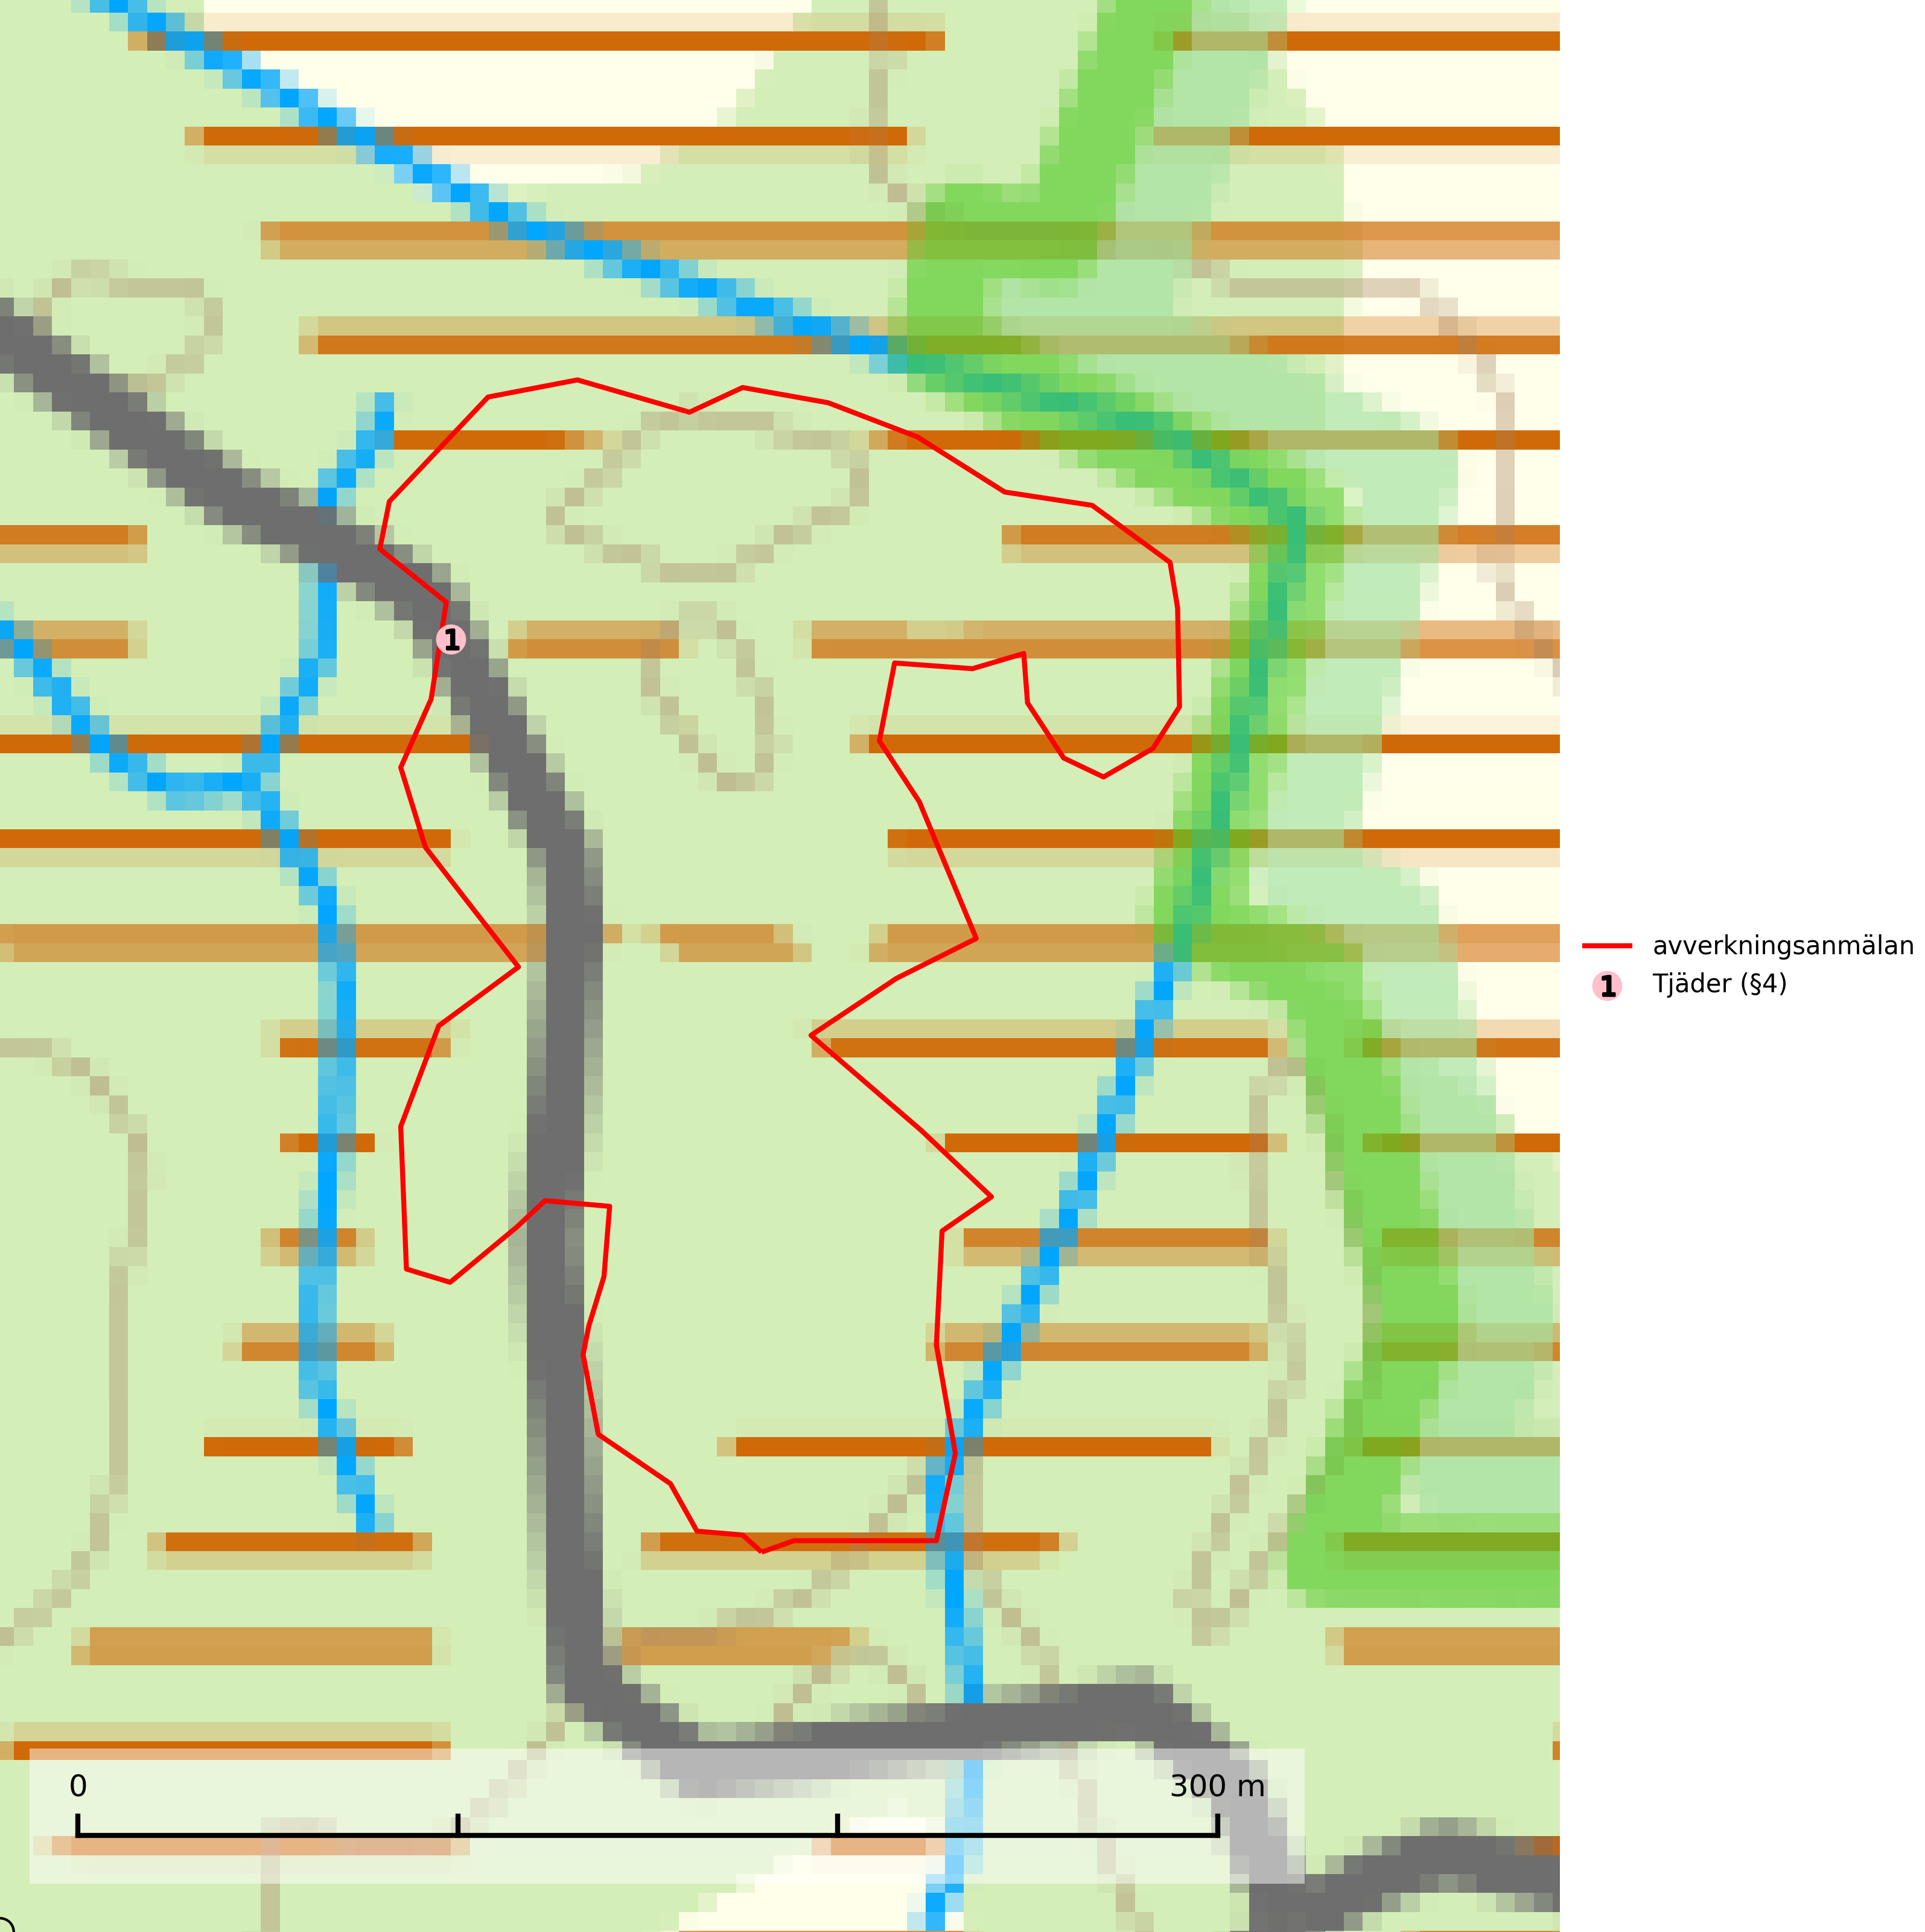 1
avverkningsanmälan
1 Tjäder (§4)
0 300 m